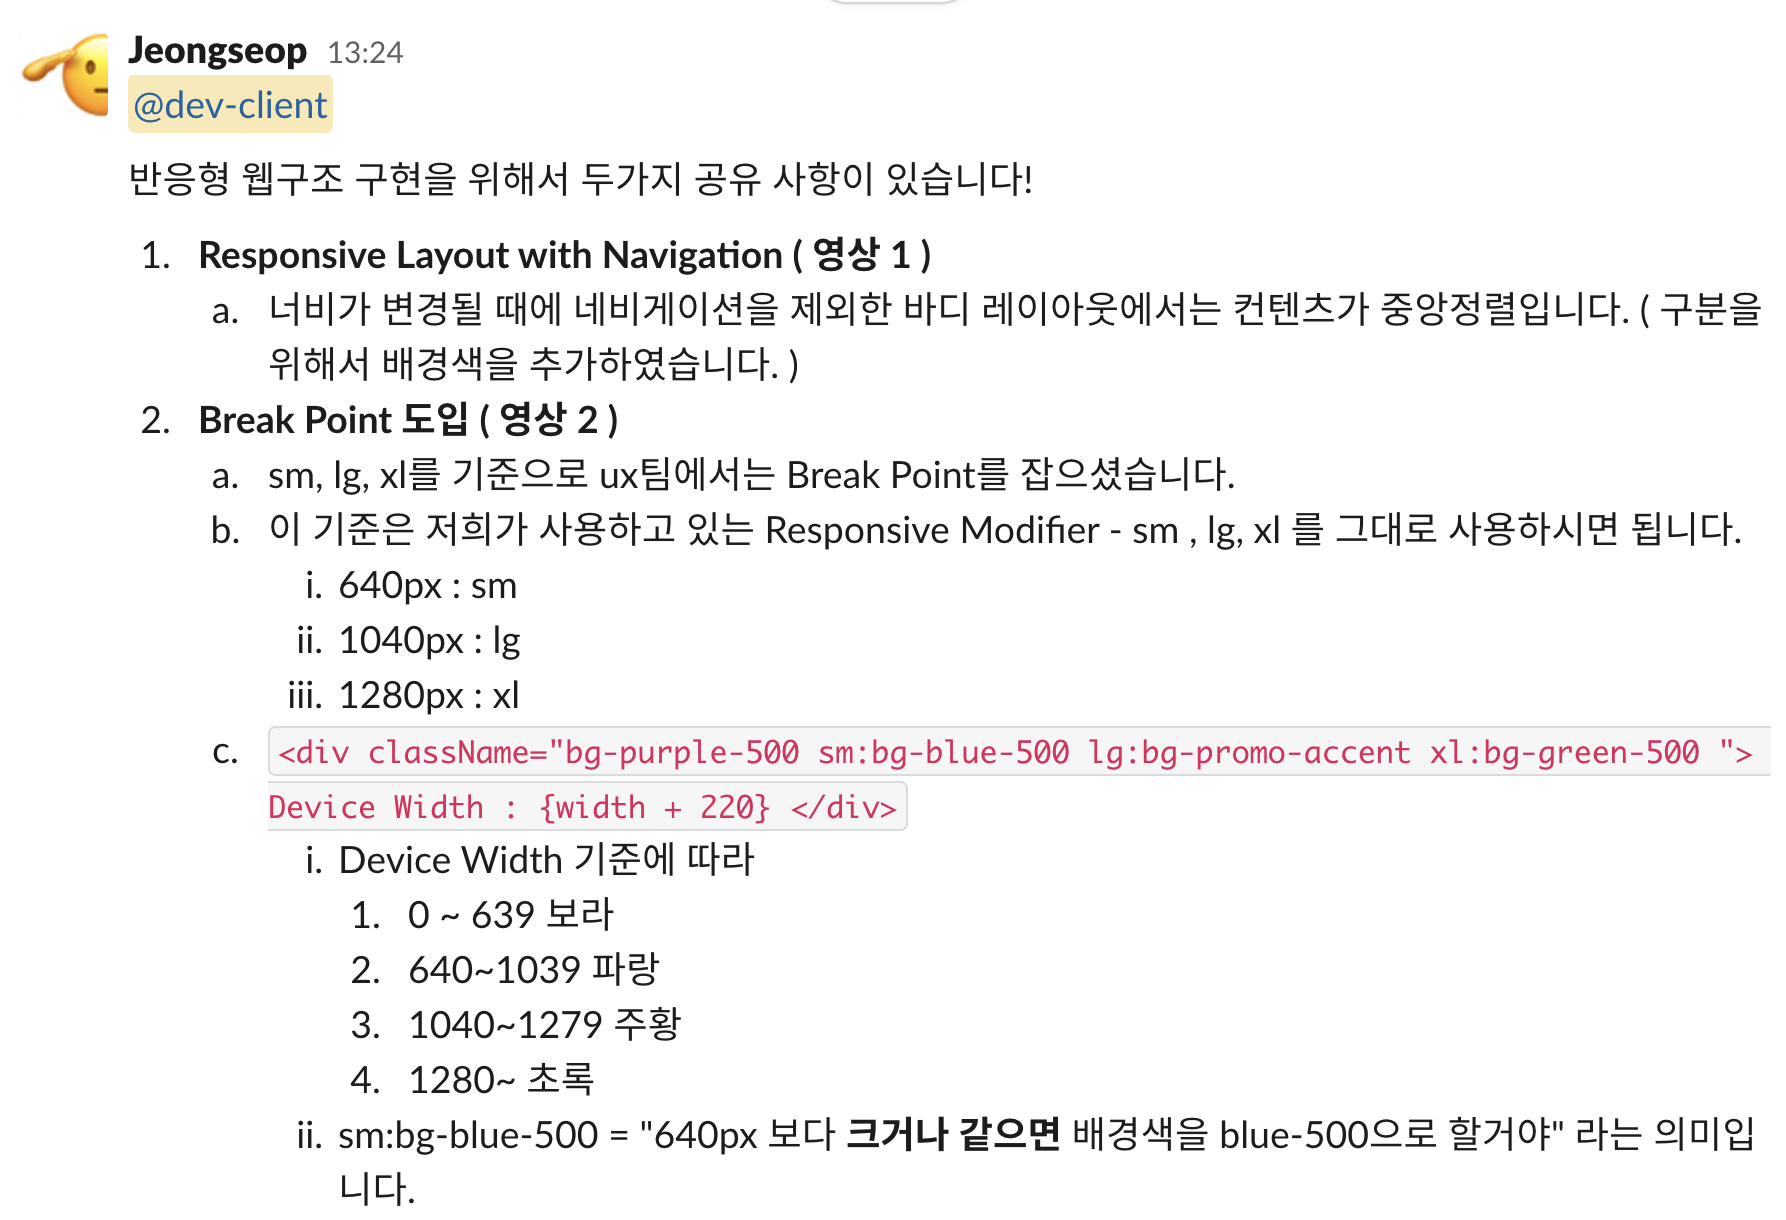 Jeongseop 13:24
@dev-client
반응형 웹구조 구현을 위해서 두가지 공유 사항이 있습니다!
1. Responsive Layout with Navigation ( 영상 1 )
a. 너비가 변경될 때에 네비게이션을 제외한 바디 레이아웃에서는 컨텐츠가 중앙정렬입니다. ( 구분을
위해서 배경색을 추가하였습니다. )
2. Break Point 도입 ( 영상 2 )
a. sm, lg, xl를 기준으로 ux팀에서는 Break Point를 잡으셨습니다.
b. 이 기준은 저희가 사용하고 있는 Responsive Modifier - sm , lg, xl 를 그대로 사용하시면 됩니다.
i. 640px : sm
ii. 1040px : lg
iii. 1280px : xl
c. <div className="bg-purple-500 sm:bg-blue-500 lg:bg-promo-accent xl:bg-green-500 ">
Device Width : {width + 220} </div>
i. Device Width 기준에 따라
1. 0 ~ 639 보라
2. 640~1039 파랑
3. 1040~1279 주황
4. 1280~ 초록
ii. sm:bg-blue-500 = "640px 보다 크거나 같으면 배경색을 blue-500으로 할거야" 라는 의미입
니다.